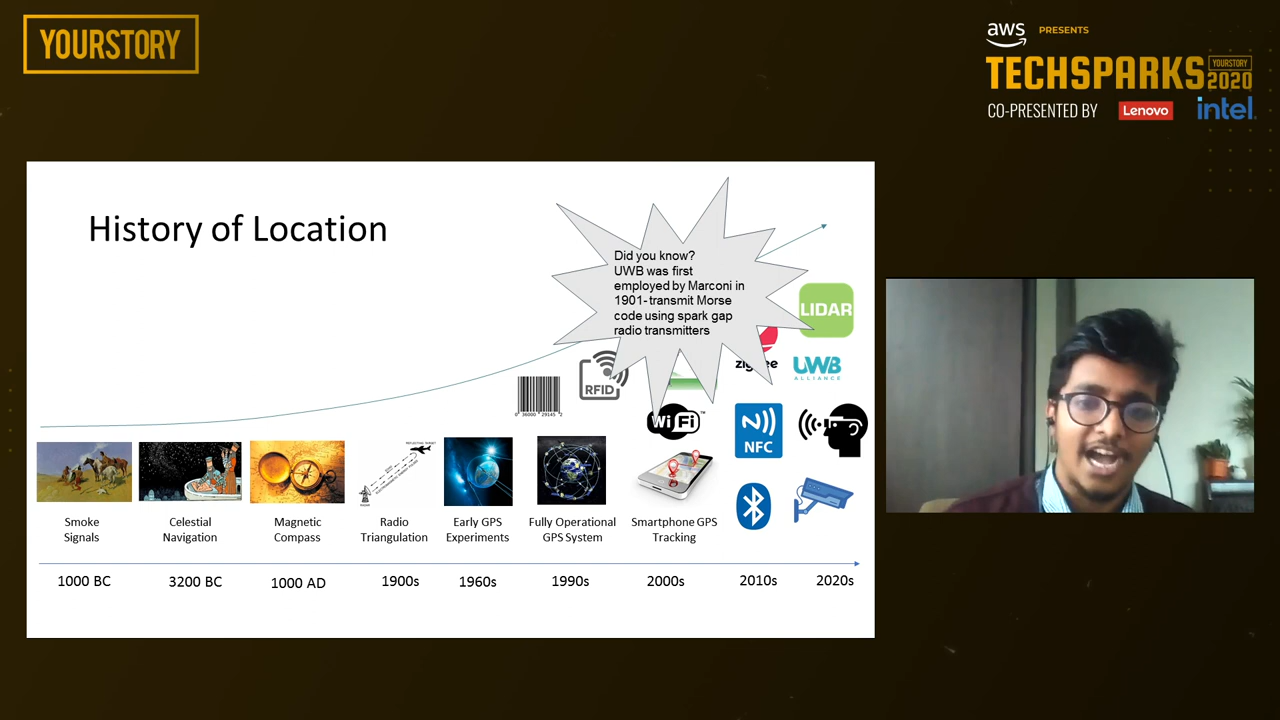 YOURSTORY
aws PRESENTS
TECHSPARKS YOURSTORY 2020
CO-PRESENTED BY Lenovo intel
History of Location
Did you know?
UWB was first
employed by Marconi in
1901- transmit Morse
code using spark gap
radio transmitters
LIDAR
RFID
UWB
ALLIANCE
WiFi™
NFC
Smoke
Signals
Celestial
Navigation
Magnetic
Compass
Radio
Triangulation
Early GPS
Experiments
Fully Operational
GPS System
Smartphone GPS
Tracking
1000 BC
3200 BC
1000 AD
1900s
1960s
1990s
2000s
2010s
2020s